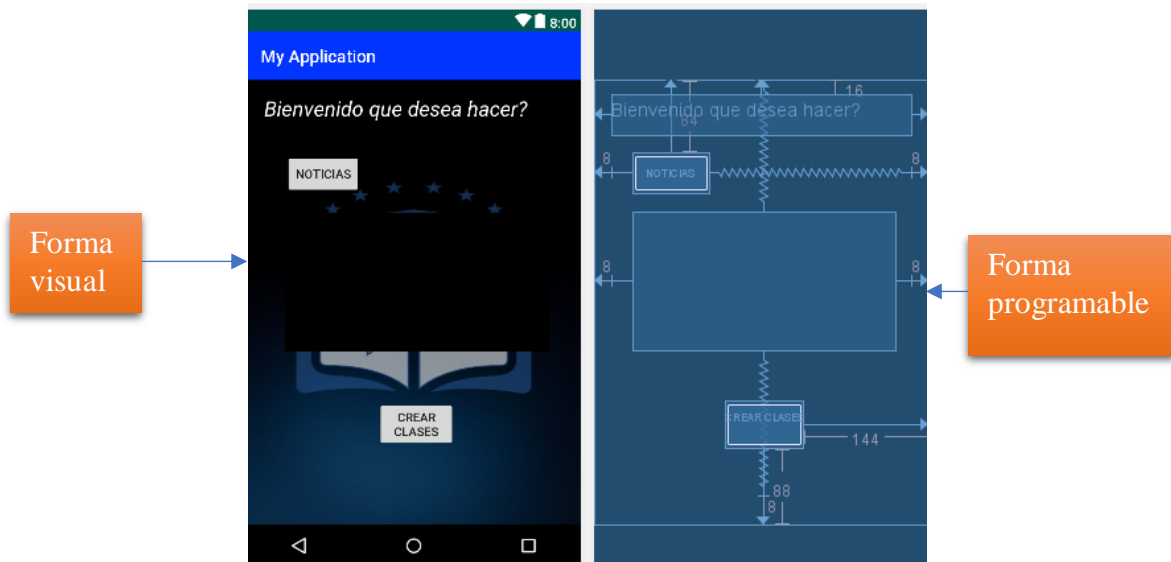 8:00
My Application
Bienvenido que desea hacer?
NOTICIAS
CREAR
CLASES
Forma
visual
16
Bienvenido que desea hacer?
84
8
8
NOTICIAS
8
8
CREAR CLASES
144
88
8
Forma
programable